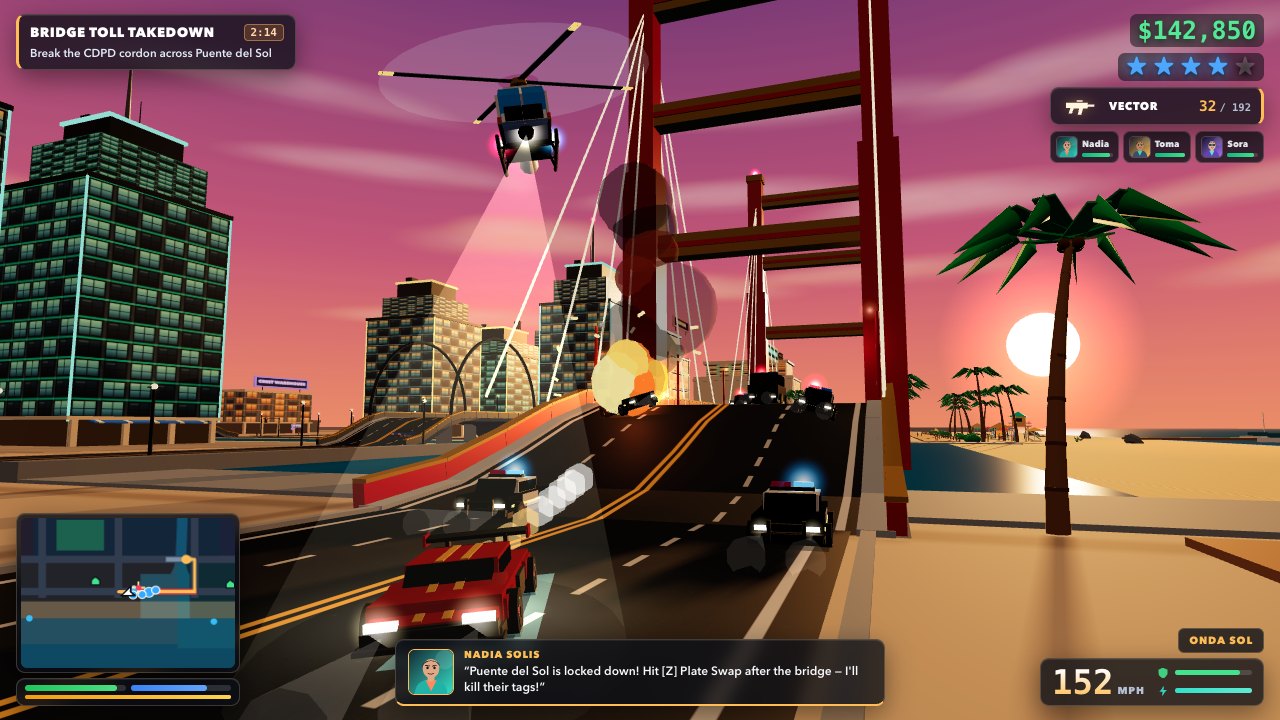 BRIDGE TOLL TAKEDOWN 2:14
Break the CDPD cordon across Puente del Sol
$142,850
VECTOR 32 / 192
Nadia Toma Sora
NADIA SOLIS
“Puente del Sol is locked down! Hit [Z] Plate Swap after the bridge – I'll
kill their tags!”
ONDA SOL
152 MPH